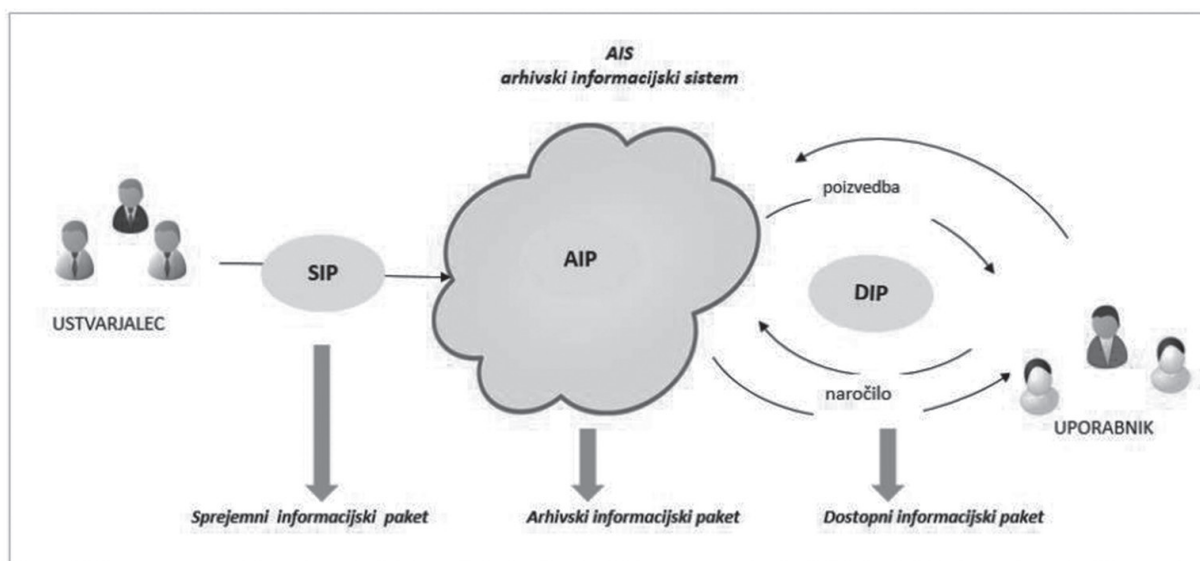 AIS
arhivski informacijski sistem
poizvedba
AIP
SIP
DIP
USTVARJALEC
naročilo
UPORABNIK
Sprejemni informacijski paket
Arhivski informacijski paket
Dostopni informacijski paket